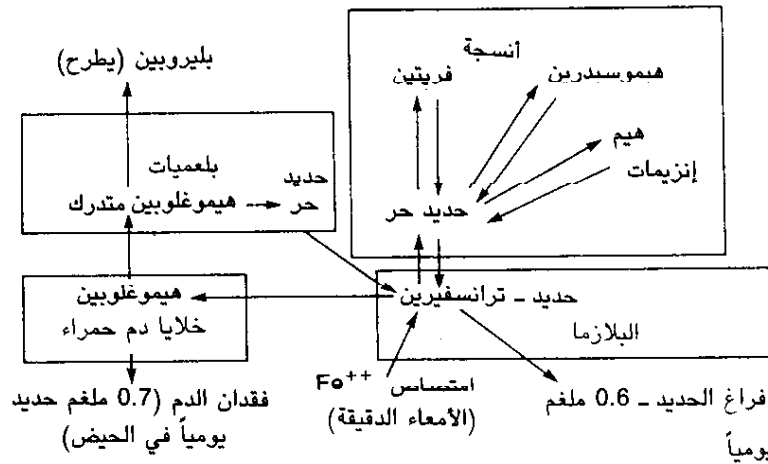 أنسجة
بليروبين (يطرح)
فريتين
هيموسيدرين
هيم
إنزيمات
بلعميات
حديد
حر
هيموغلوبين متدرك
حديد حر
هيموغلوبين
خلايا دم حمراء
حديد – ترانسفيرين
البلازما
امتصاص Fe++
(الأمعاء الدقيقة)
فراغ الحديد – 0.6 ملغم
يومياً
فقدان الدم (0.7 ملغم حديد
يومياً في الحيض)